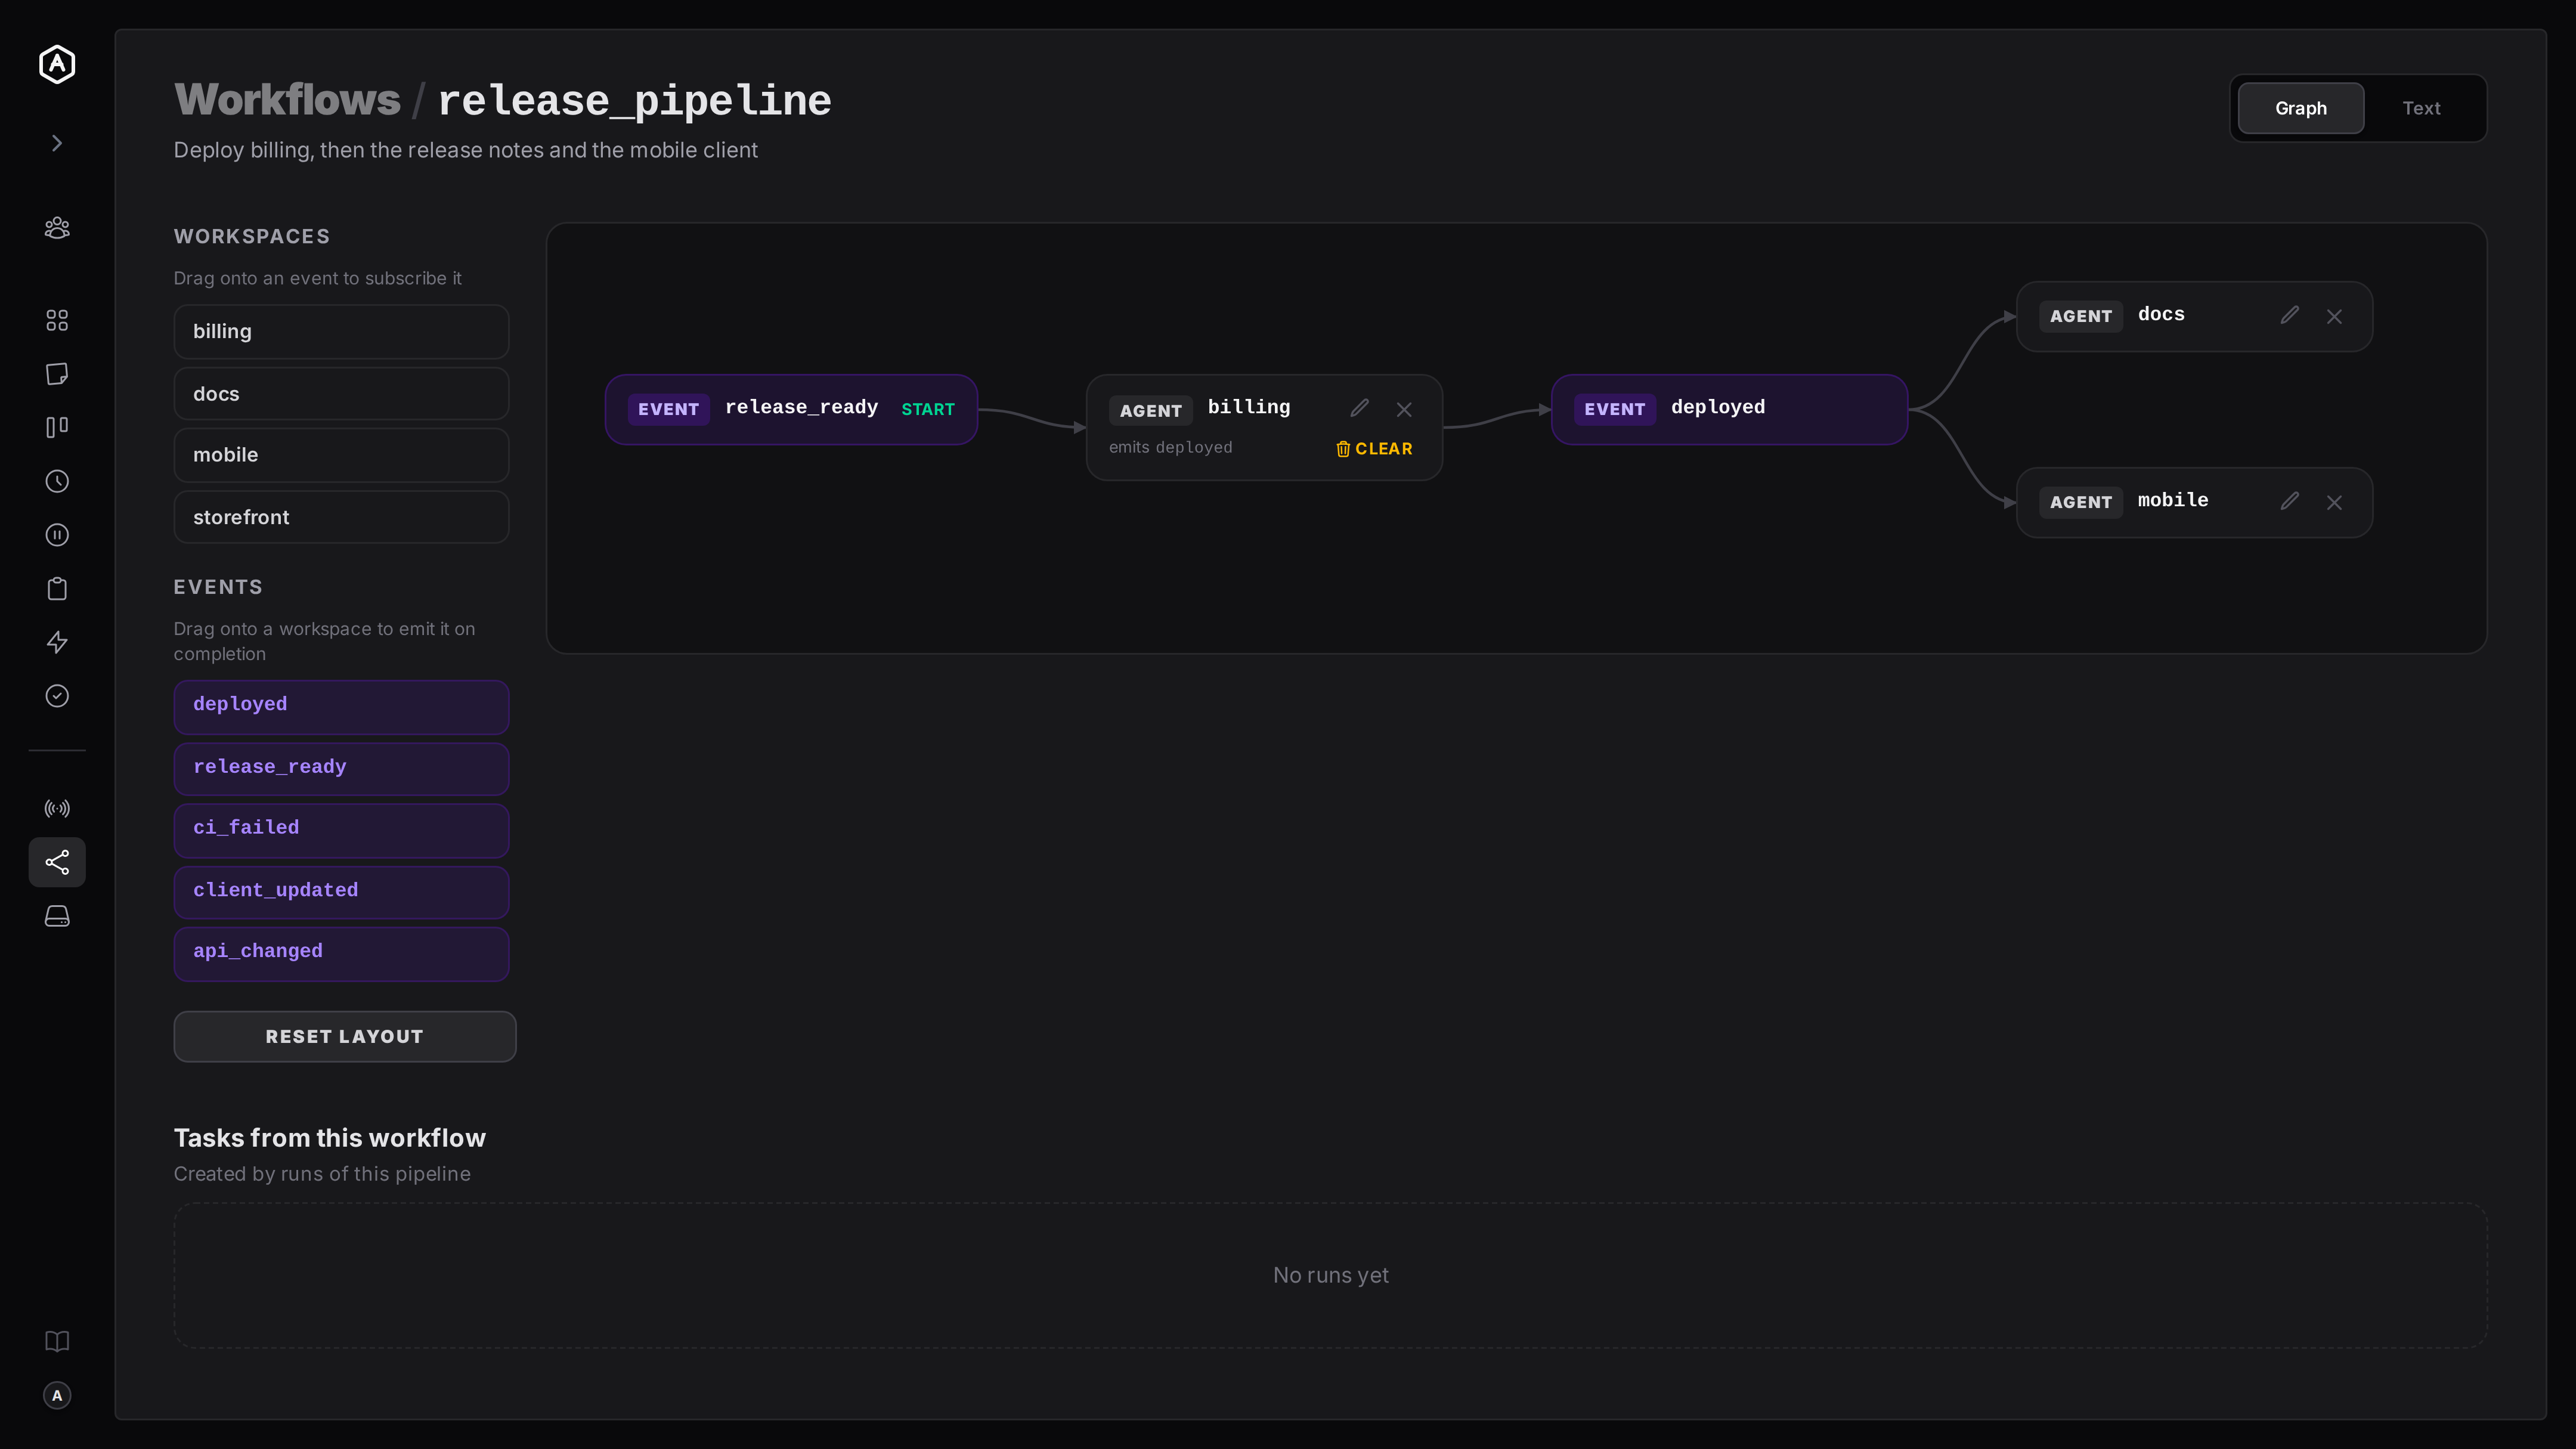 Workflows / release_pipeline
Deploy billing, then the release notes and the mobile client
Graph
Text
WORKSPACES
Drag onto an event to subscribe it
billing
docs
mobile
storefront
EVENTS
Drag onto a workspace to emit it on
completion
deployed
release_ready
ci_failed
client_updated
api_changed
RESET LAYOUT
EVENT release_ready START
AGENT billing
emits deployed CLEAR
EVENT deployed
AGENT docs
AGENT mobile
Tasks from this workflow
Created by runs of this pipeline
No runs yet
A